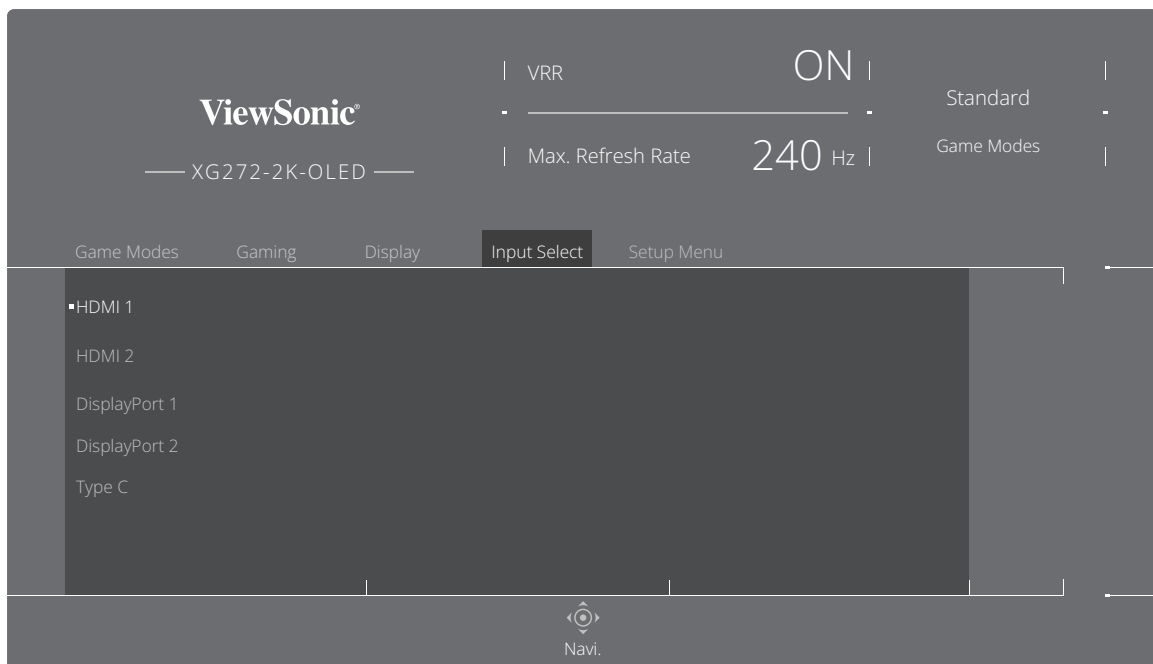 ViewSonic®
XG272-2K-OLED
VRR ON
Max. Refresh Rate 240 Hz
Standard
Game Modes
Game Modes Gaming Display Input Select Setup Menu
HDMI 1
HDMI 2
DisplayPort 1
DisplayPort 2
Type C
Navi.